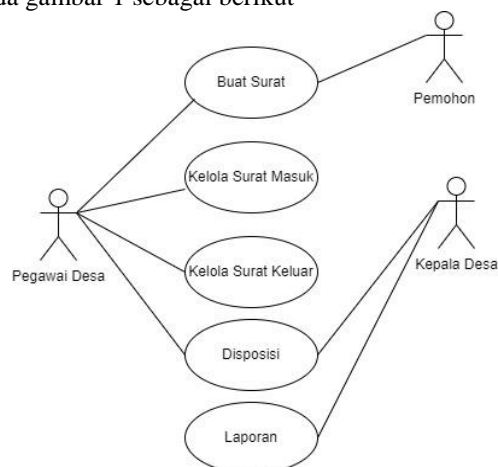 da gambar 1 sebagai berikut
Buat Surat
Pemohon
Kelola Surat Masuk
Pegawai Desa
Kelola Surat Keluar
Kepala Desa
Disposisi
Laporan